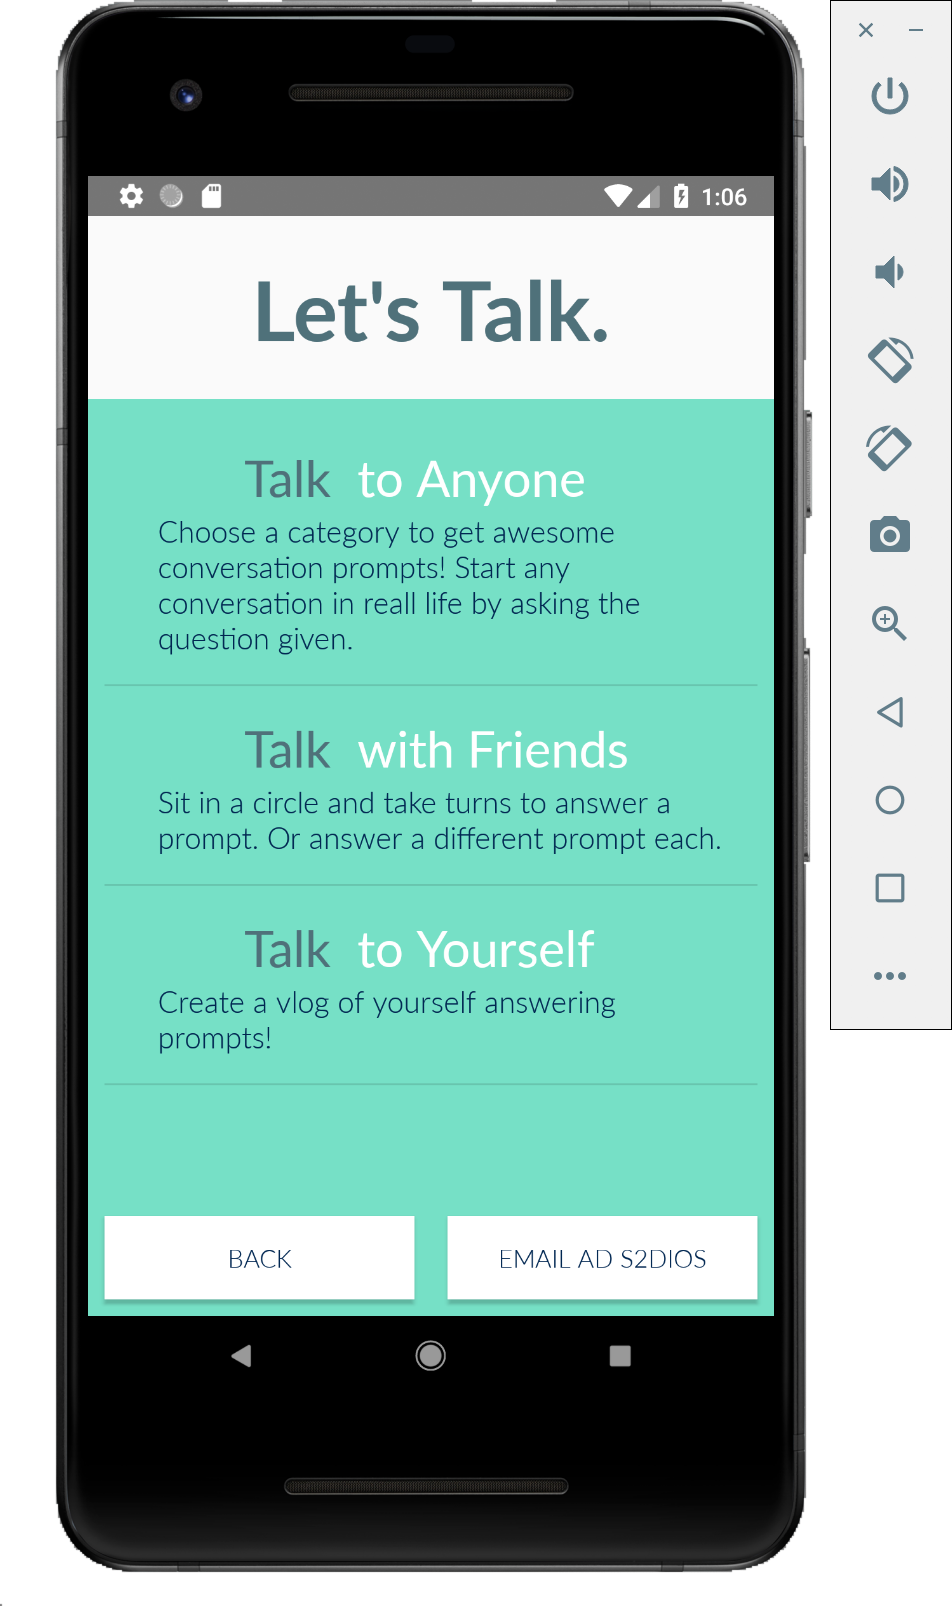 1:06
Let's Talk.
Talk to Anyone
Choose a category to get awesome
conversation prompts! Start any
conversation in reall life by asking the
question given.
Talk with Friends
Sit in a circle and take turns to answer a
prompt. Or answer a different prompt each.
Talk to Yourself
Create a vlog of yourself answering
prompts!
BACK
EMAIL AD S2DIOS